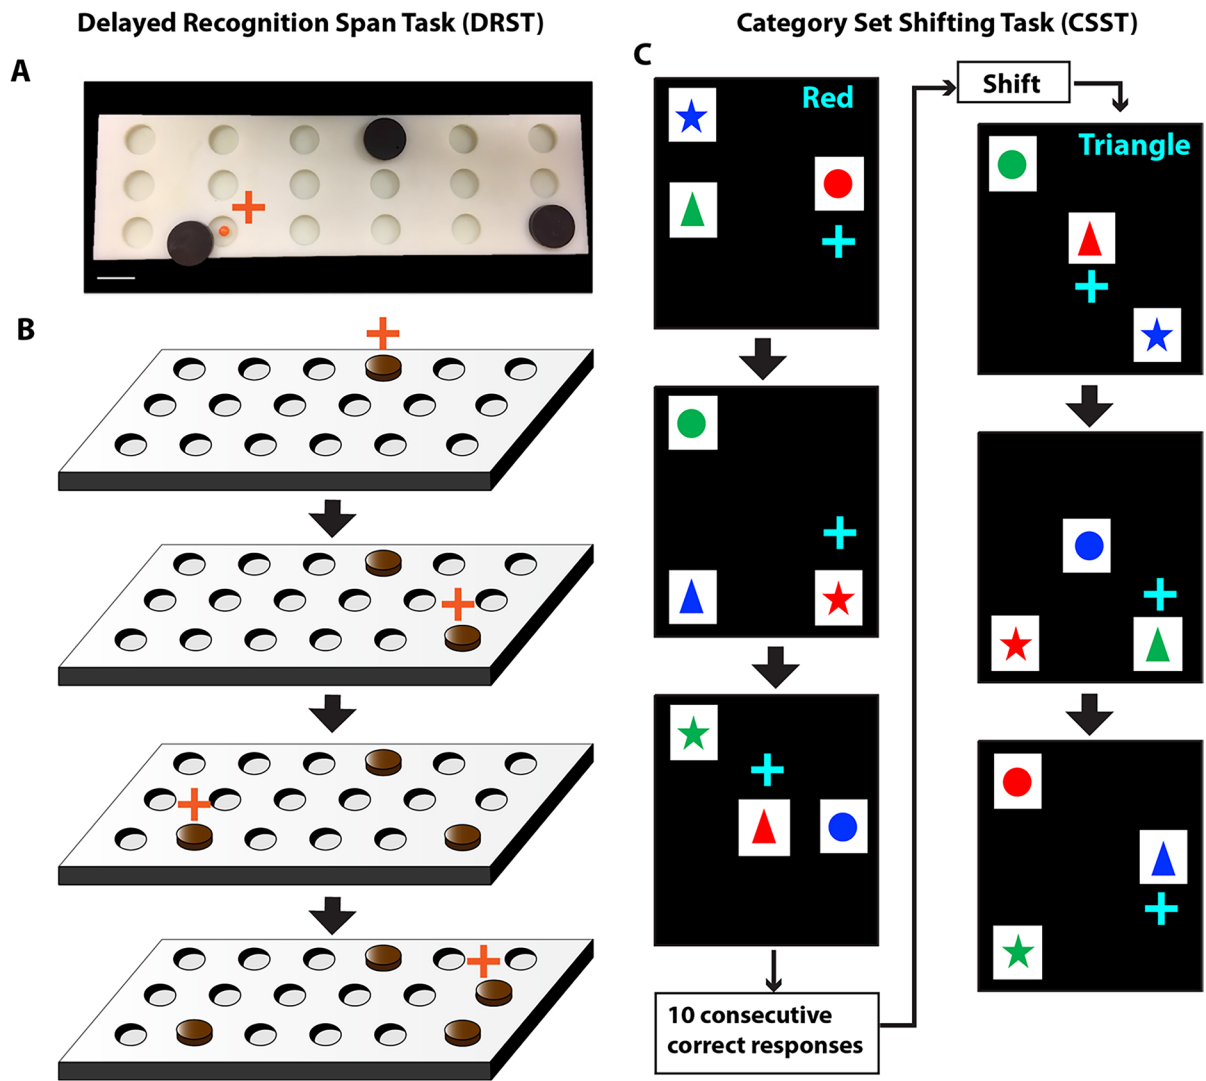 Delayed Recognition Span Task (DRST)
Category Set Shifting Task (CSST)
A
B
C
Red
10 consecutive
correct responses
Shift
Triangle